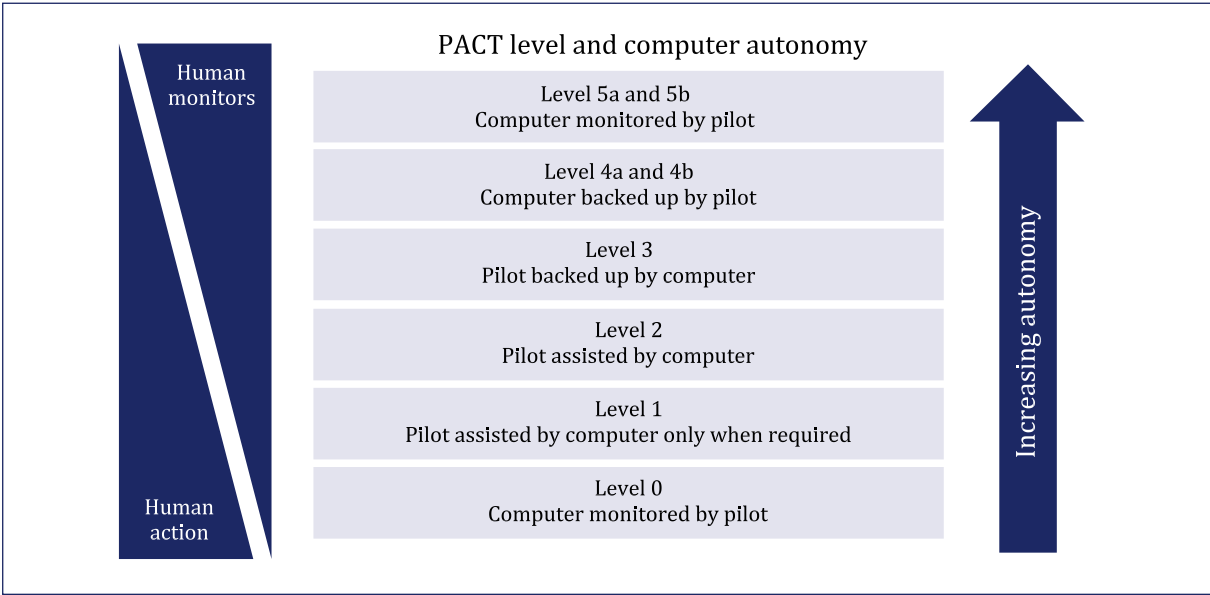 PACT level and computer autonomy
Human
monitors
Level 5a and 5b
Computer monitored by pilot
Level 4a and 4b
Computer backed up by pilot
Level 3
Pilot backed up by computer
Level 2
Pilot assisted by computer
Level 1
Pilot assisted by computer only when required
Level 0
Computer monitored by pilot
Human
action
Increasing autonomy